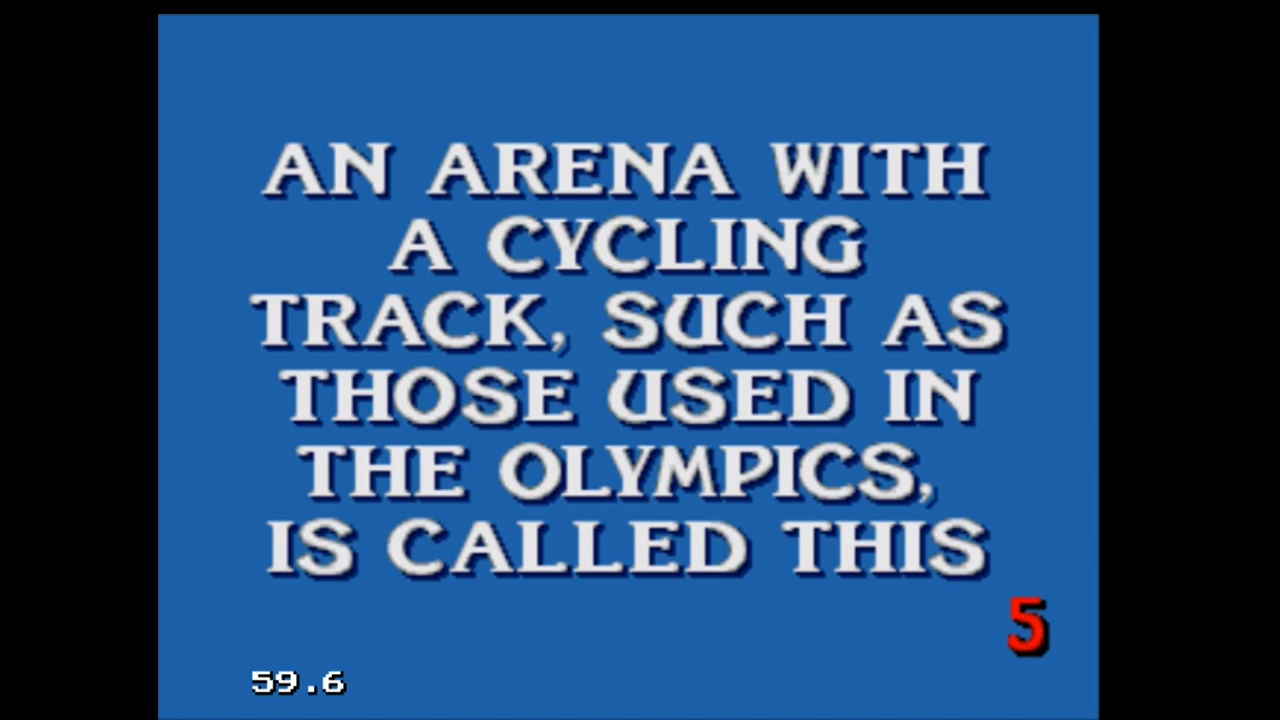 AN ARENA WITH
A CYCLING
TRACK, SUCH AS
THOSE USED IN
THE OLYMPICS,
IS CALLED THIS
5
59.6